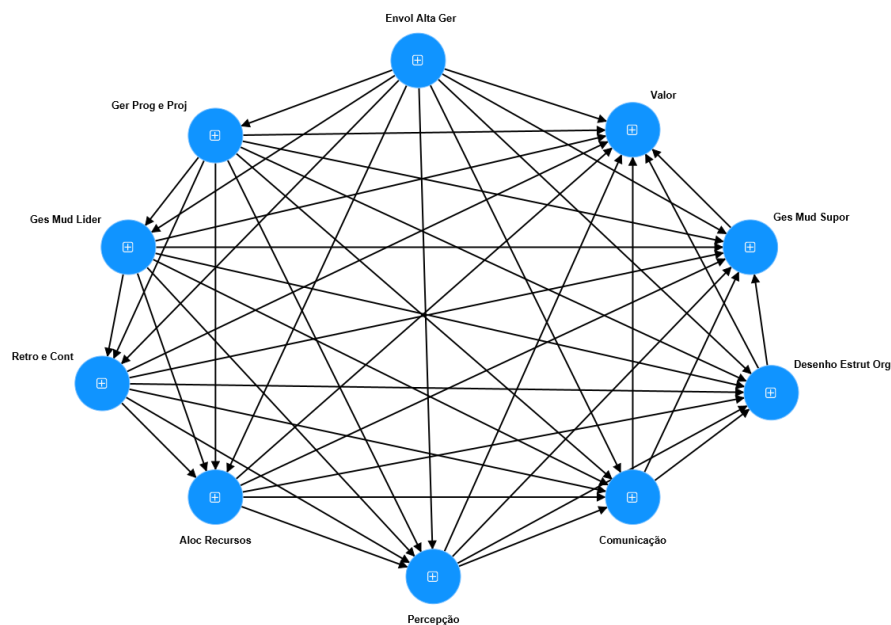 Envol Alta Ger
Valor
Ger Prog e Proj
Ges Mud Lider
Ges Mud Supor
Retro e Cont
Desenho Estrut Org
Aloc Recursos
Comunicação
Percepção